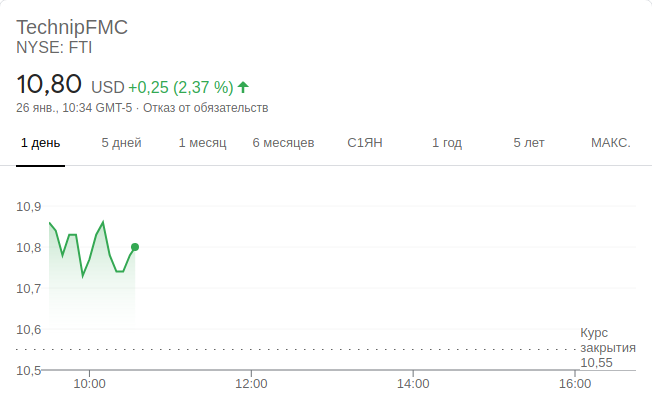 TechnipFMC
NYSE: FTI
10,80 USD +0,25 (2,37 %)
26 янв., 10:34 GMT-5 · Отказ от обязательств
1 день 5 дней 1 месяц 6 месяцев С1ЯН 1 год 5 лет МАКС.
10,9
10,8
10,7
10,6
Курс
закрытия
10,55
10,5
10:00 12:00 14:00 16:00